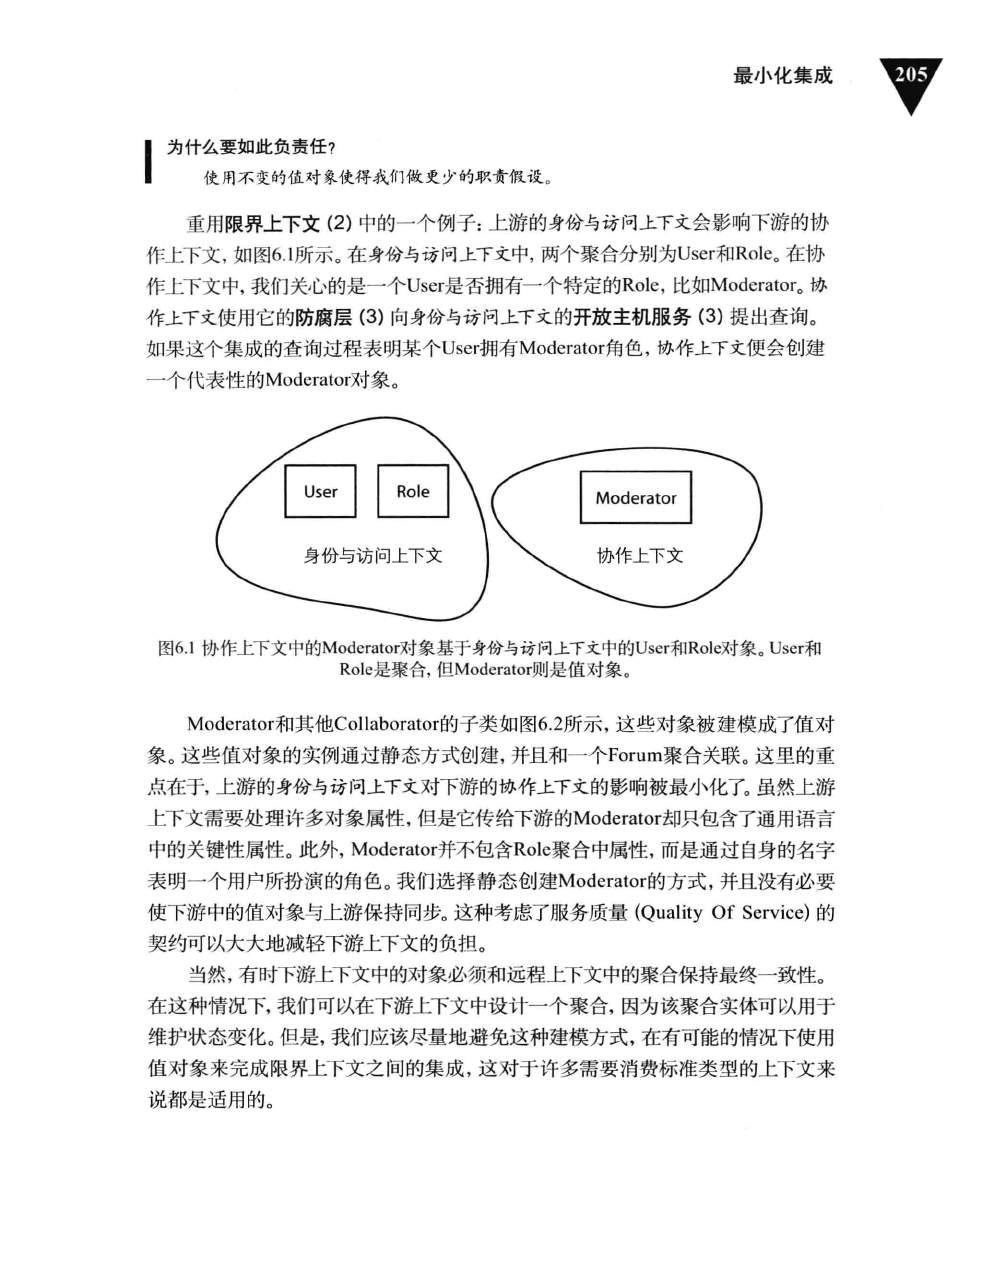 最小化集成
205
为什么要如此负责任?
使用不变的值对象使得我们做更少的职责假设。
重用限界上下文 (2) 中的一个例子: 上游的身份与访问上下文会影响下游的协
作上下文, 如图6.1所示。在身份与访问上下文中, 两个聚合分别为User和Role。在协
作上下文中, 我们关心的是一个User是否拥有一个特定的Role, 比如Moderator。协
作上下文使用它的防腐层 (3) 向身份与访问上下文的开放主机服务 (3) 提出查询。
如果这个集成的查询过程表明某个User拥有Moderator角色, 协作上下文便会创建
一个代表性的Moderator对象。
User
Role
身份与访问上下文
Moderator
协作上下文
图6.1 协作上下文中的Moderator对象基于身份与访问上下文中的User和Role对象。User和
Role是聚合, 但Moderator则是值对象。
Moderator和其他Collaborator的子类如图6.2所示, 这些对象被建模成了值对
象。这些值对象的实例通过静态方式创建, 并且和一个Forum聚合关联。这里的重
点在于, 上游的身份与访问上下文对下游的协作上下文的影响被最小化了。虽然上游
上下文需要处理许多对象属性, 但是它传给下游的Moderator却只包含了通用语言
中的关键性属性。此外, Moderator并不包含Role聚合中属性, 而是通过自身的名字
表明一个用户所扮演的角色。我们选择静态创建Moderator的方式, 并且没有必要
使下游中的值对象与上游保持同步。这种考虑了服务质量 (Quality Of Service) 的
契约可以大大地减轻下游上下文的负担。
当然, 有时下游上下文中的对象必须和远程上下文中的聚合保持最终一致性。
在这种情况下, 我们可以在下游上下文中设计一个聚合, 因为该聚合实体可以用于
维护状态变化。但是, 我们应该尽量地避免这种建模方式, 在有可能的情况下使用
值对象来完成限界上下文之间的集成, 这对于许多需要消费标准类型的上下文来
说都是适用的。